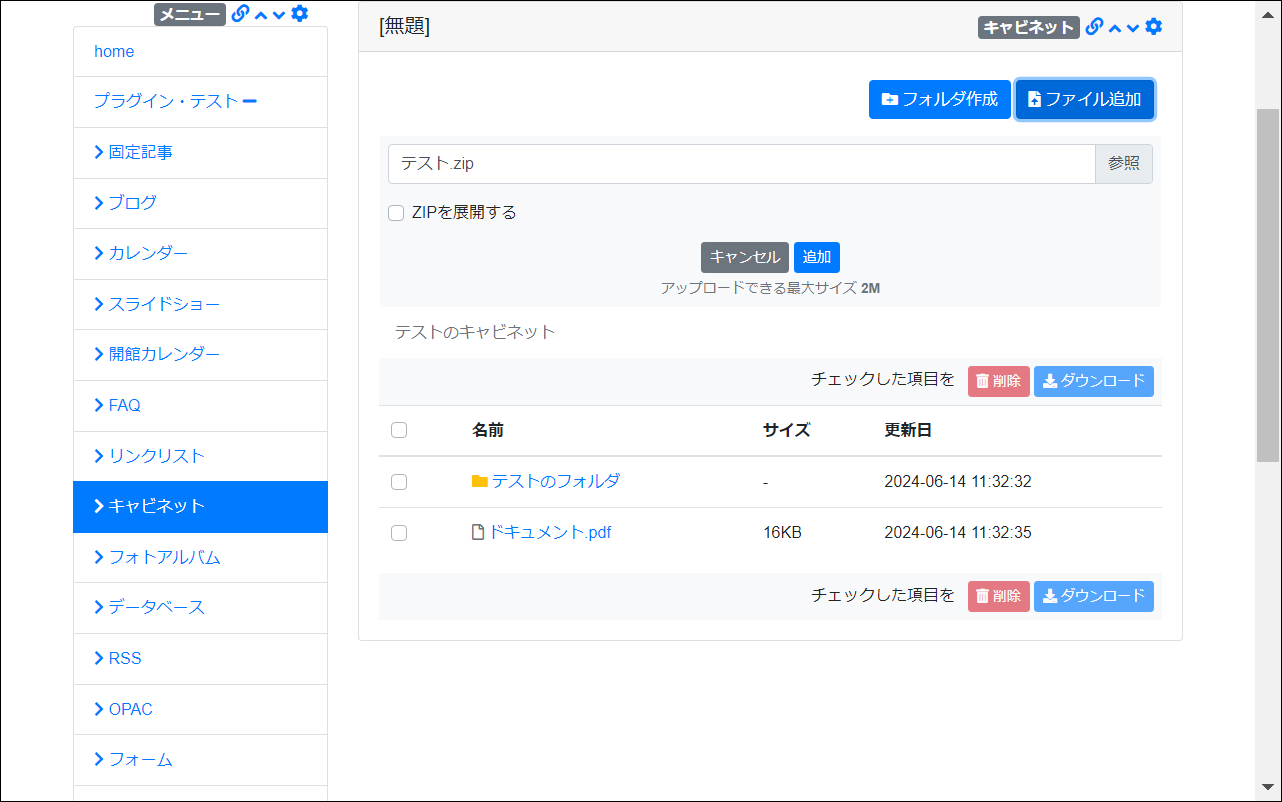 メニュー
home
プラグイン・テスト
固定記事
ブログ
カレンダー
スライドショー
開館カレンダー
FAQ
リンクリスト
キャビネット
フォトアルバム
データベース
RSS
OPAC
フォーム
[無題]
キャビネット
フォルダ作成 ファイル追加
テスト.zip 参照
ZIPを展開する
キャンセル 追加
アップロードできる最大サイズ 2M
テストのキャビネット
チェックした項目を 削除 ダウンロード
名前 サイズ 更新日
テストのフォルダ - 2024-06-14 11:32:32
ドキュメント.pdf 16KB 2024-06-14 11:32:35
チェックした項目を 削除 ダウンロード